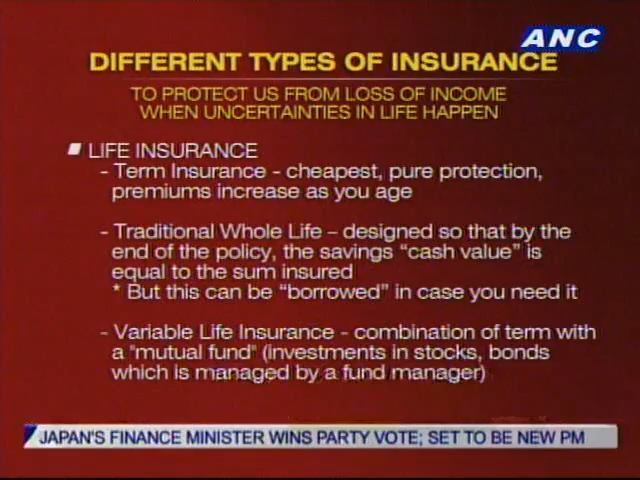 ANC
DIFFERENT TYPES OF INSURANCE
TO PROTECT US FROM LOSS OF INCOME
WHEN UNCERTAINTIES IN LIFE HAPPEN
LIFE INSURANCE
- Term Insurance - cheapest, pure protection,
premiums increase as you age
- Traditional Whole Life – designed so that by the
end of the policy, the savings “cash value” is
equal to the sum insured
* But this can be “borrowed” in case you need it
- Variable Life Insurance - combination of term with
a "mutual fund" (investments in stocks, bonds
which is managed by a fund manager)
JAPAN'S FINANCE MINISTER WINS PARTY VOTE; SET TO BE NEW PM